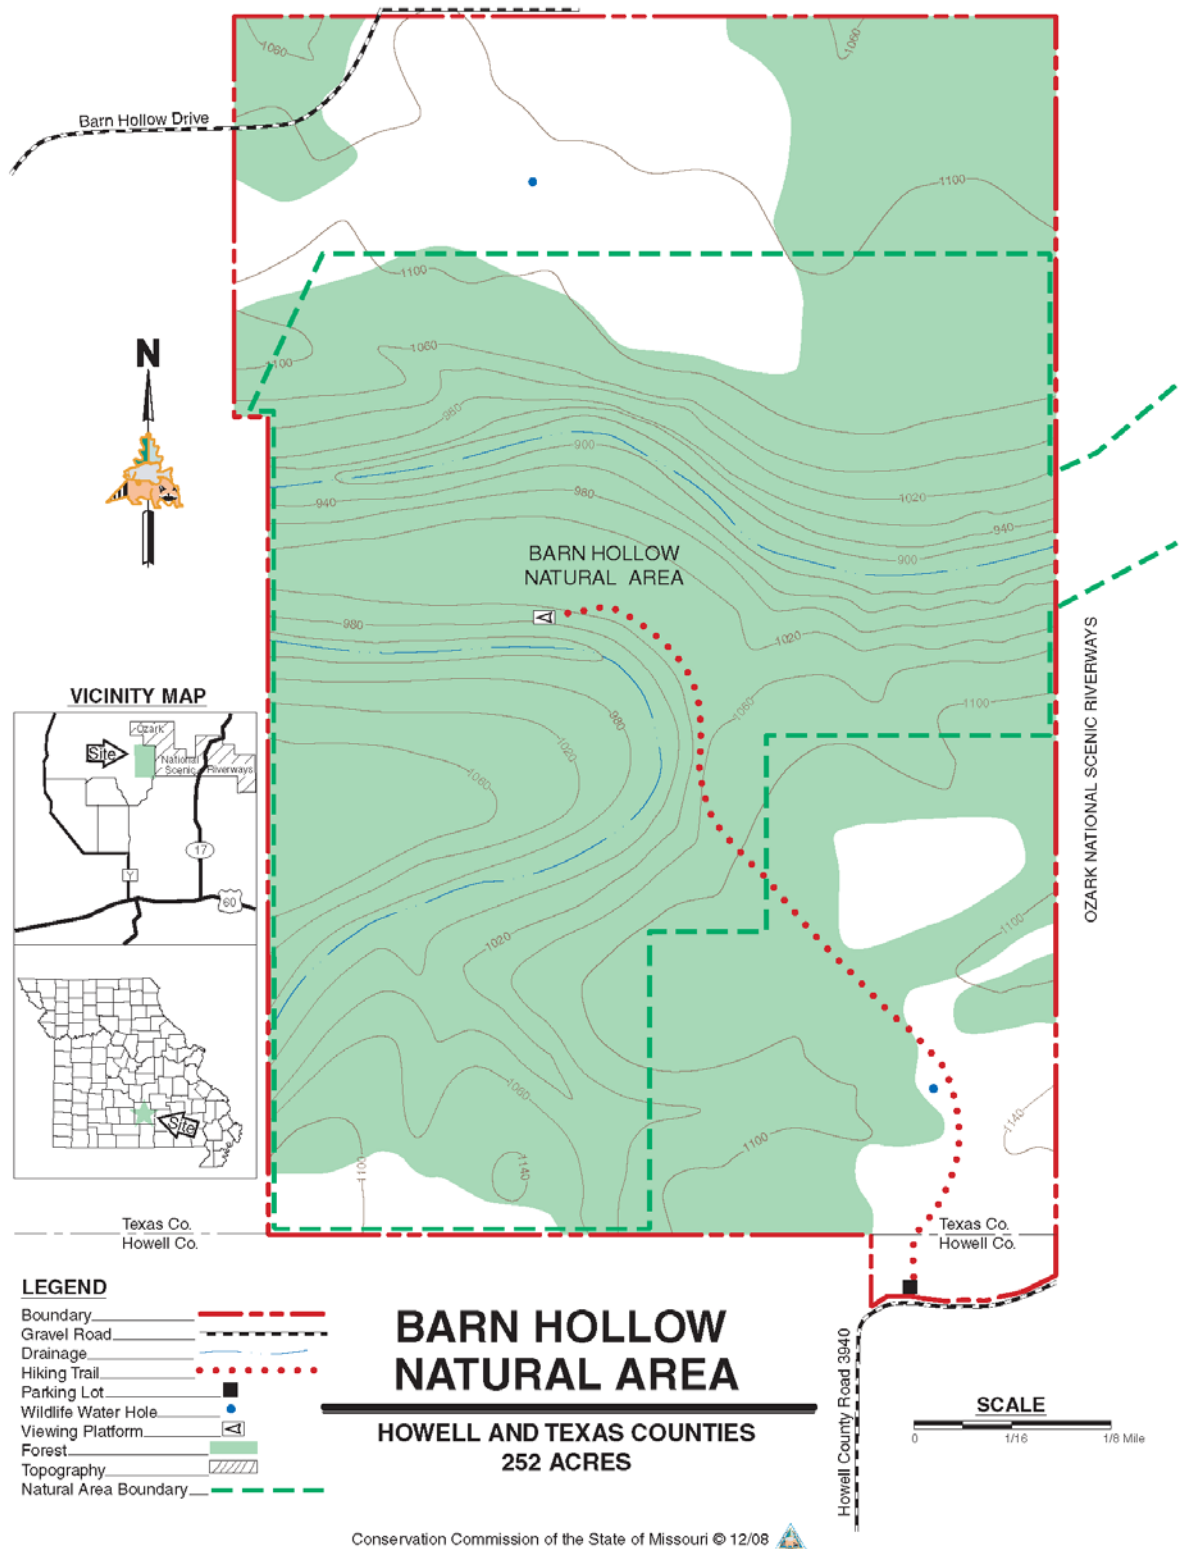 1060
1060
Barn Hollow Drive
1100
1100
1100
1060
N
980
900
980
1020
940
940
900
BARN HOLLOW
NATURAL AREA
980
1020
OZARK NATIONAL SCENIC RIVERWAYS
VICINITY MAP
1060
1100
980
Ozark
Site
National
Scenic
Riverways
1020
1060
17
Y
60
1020
1100
1060
Site
1140
1100
1100
1140
Texas Co.
Howell Co.
Texas Co.
Howell Co.
LEGEND
Boundary
Gravel Road
Drainage
Hiking Trail
Parking Lot
Wildlife Water Hole
Viewing Platform
Forest
Topography
Natural Area Boundary
BARN HOLLOW
NATURAL AREA
HOWELL AND TEXAS COUNTIES
252 ACRES
Howell County Road 3940
SCALE
0 1/16 1/8 Mile
Conservation Commission of the State of Missouri © 12/08